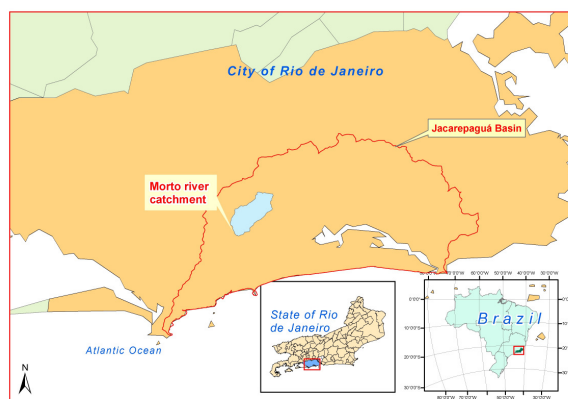 City of Rio de Janeiro
Jacarepaguá Basin
Morto river
catchment
Atlantic Ocean
N
State of Rio
de Janeiro
Brazil